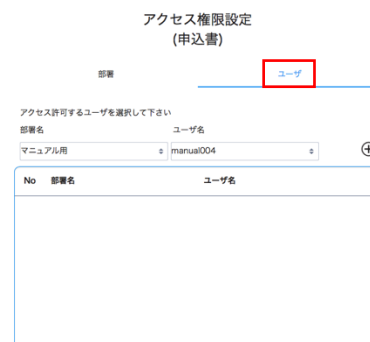 アクセス権限設定
(申込書)
部署 ユーザ
アクセス許可するユーザを選択して下さい
部署名 ユーザ名
マニュアル用 manual004
No 部署名 ユーザ名